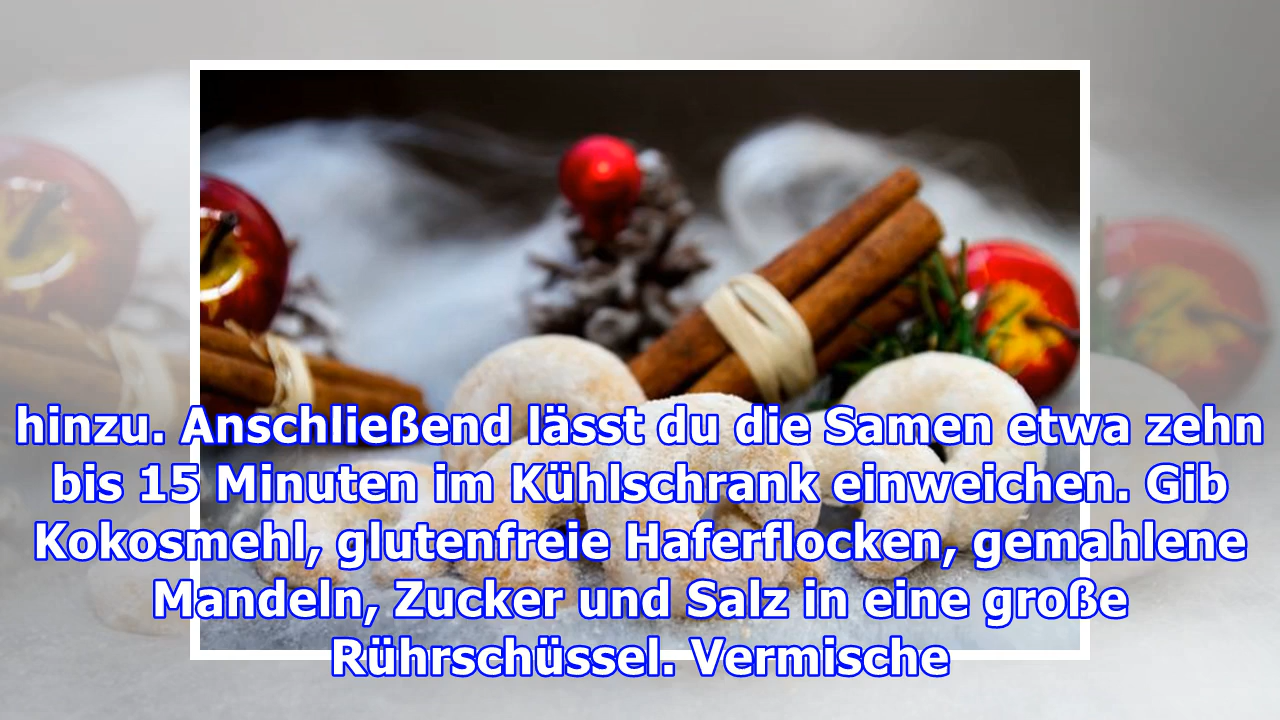 hinzu. Anschließend lässt du die Samen etwa zehn
bis 15 Minuten im Kühlschrank einweichen. Gib
Kokosmehl, glutenfreie Haferflocken, gemahlene
Mandeln, Zucker und Salz in eine große
Rührschüssel. Vermische